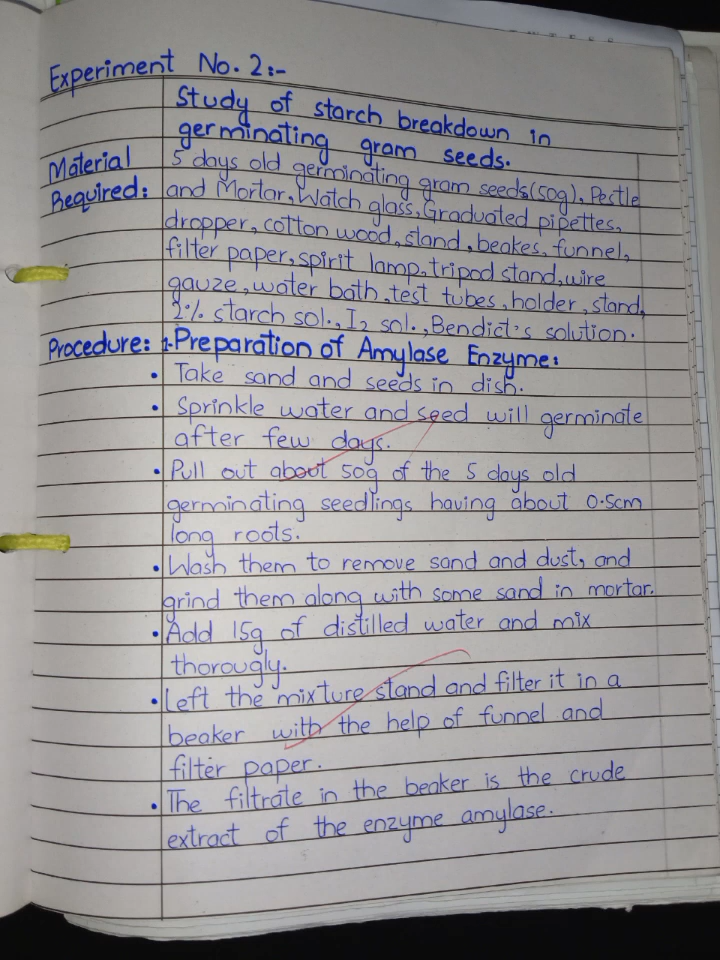 Experiment No. 2:-
Study of starch breakdown in
germinating gram seeds.
Material Required:
5 days old germinating gram seeds(50g), Pestle
and Mortar, Watch glass, Graduated pipettes,
dropper, cotton wood, stand, beakes, funnel,
filter paper, spirit lamp, tripod stand, wire
gauze, water bath, test tubes, holder, stand,
2% starch sol., I2 sol., Bendict's solution.
Procedure: 1. Preparation of Amylase Enzyme:
• Take sand and seeds in dish.
• Sprinkle water and seed will germinate
after few days.
• Pull out about 50g of the 5 days old
germinating seedlings having about 0.5cm
long roots.
• Wash them to remove sand and dust, and
grind them along with some sand in mortar.
• Add 15g of distilled water and mix
thorougly.
• Left the mixture stand and filter it in a
beaker with the help of funnel and
filter paper.
• The filtrate in the beaker is the crude
extract of the enzyme amylase.